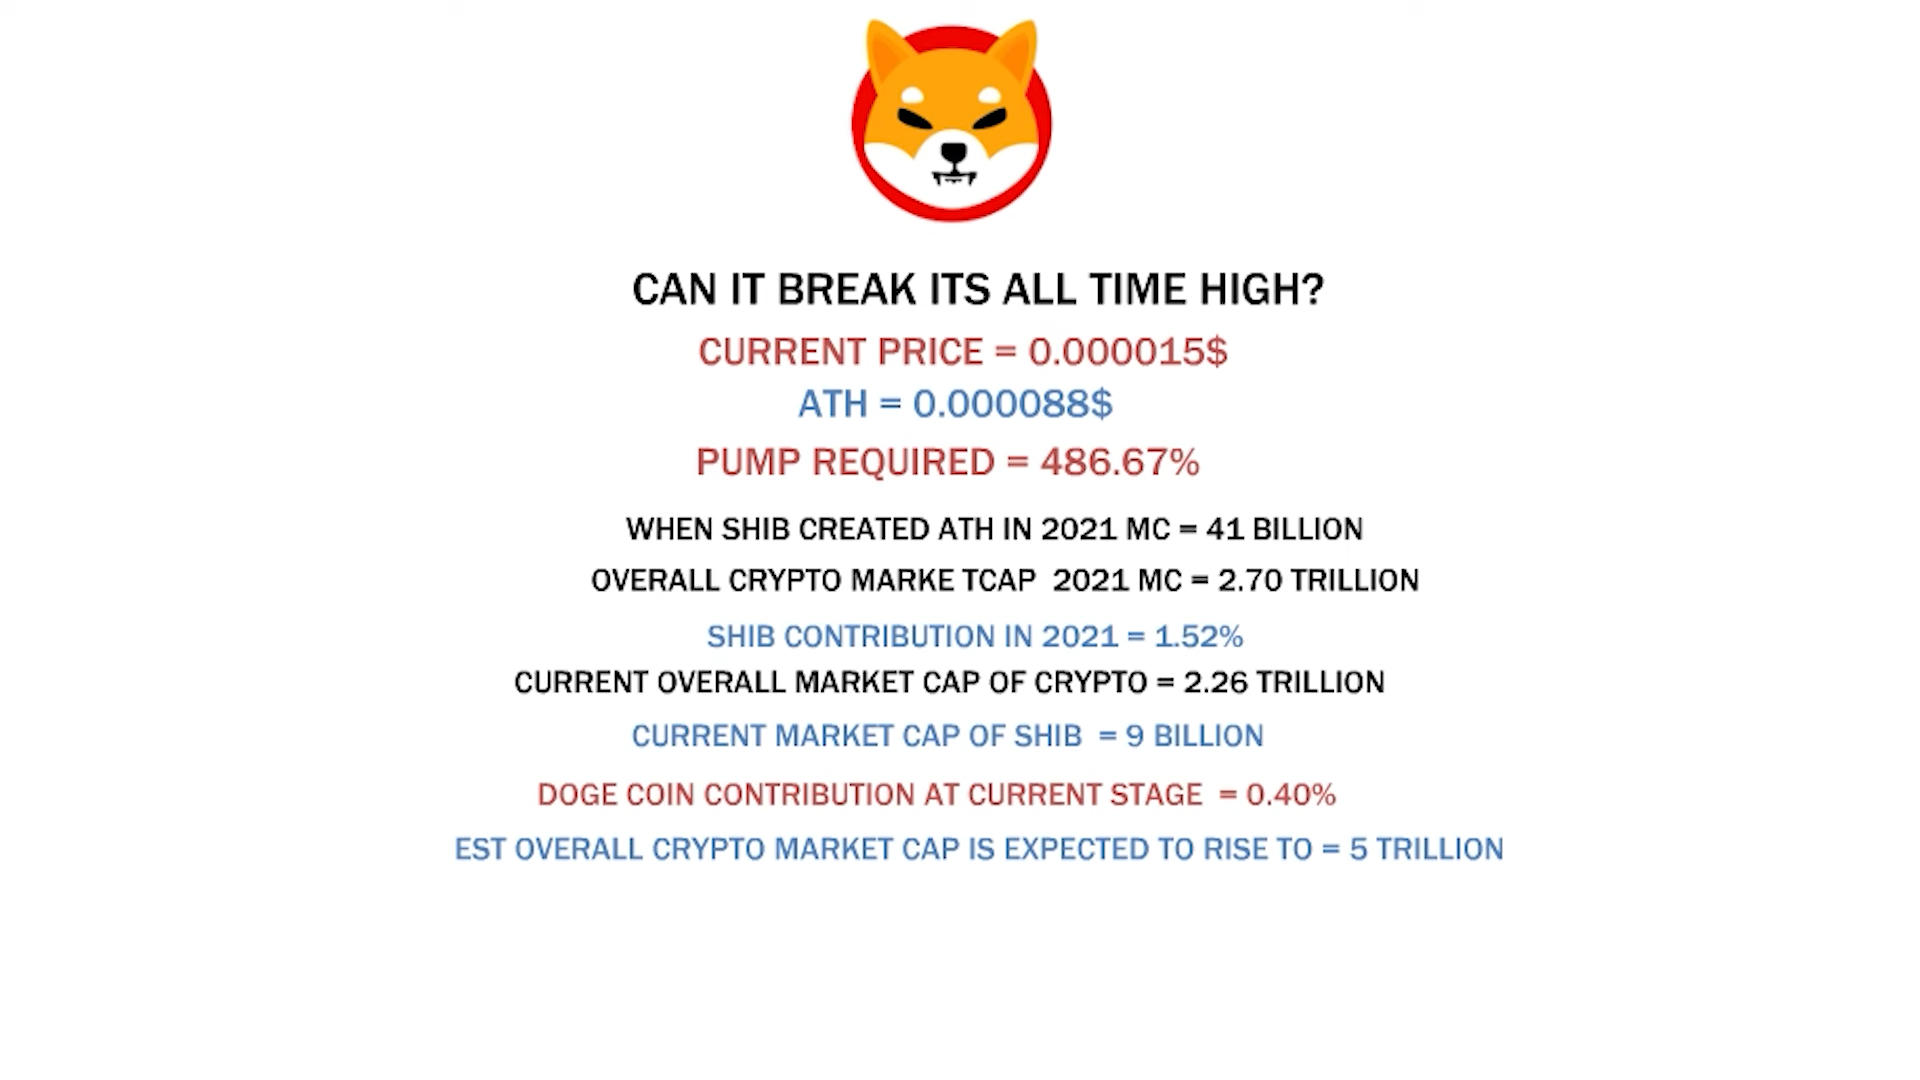 CAN IT BREAK ITS ALL TIME HIGH?
CURRENT PRICE = 0.000015$
ATH = 0.000088$
PUMP REQUIRED = 486.67%
WHEN SHIB CREATED ATH IN 2021 MC = 41 BILLION
OVERALL CRYPTO MARKE TCAP  2021 MC = 2.70 TRILLION
SHIB CONTRIBUTION IN 2021 = 1.52%
CURRENT OVERALL MARKET CAP OF CRYPTO = 2.26 TRILLION
CURRENT MARKET CAP OF SHIB  = 9 BILLION
DOGE COIN CONTRIBUTION AT CURRENT STAGE  = 0.40%
EST OVERALL CRYPTO MARKET CAP IS EXPECTED TO RISE TO = 5 TRILLION